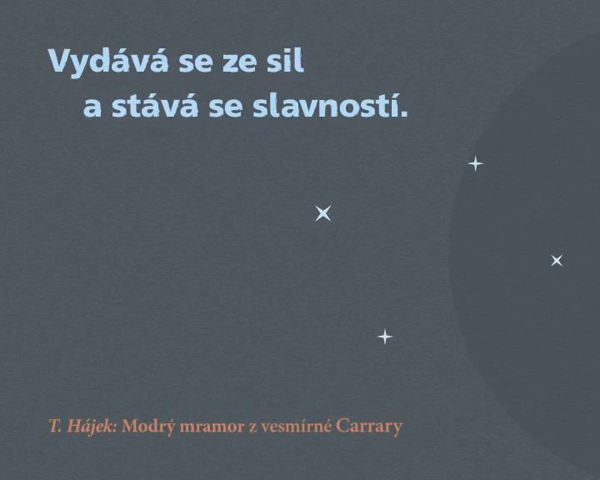 Vydává se ze sil
a stává se slavností.
T. Hájek: Modrý mramor z vesmírné Carrary